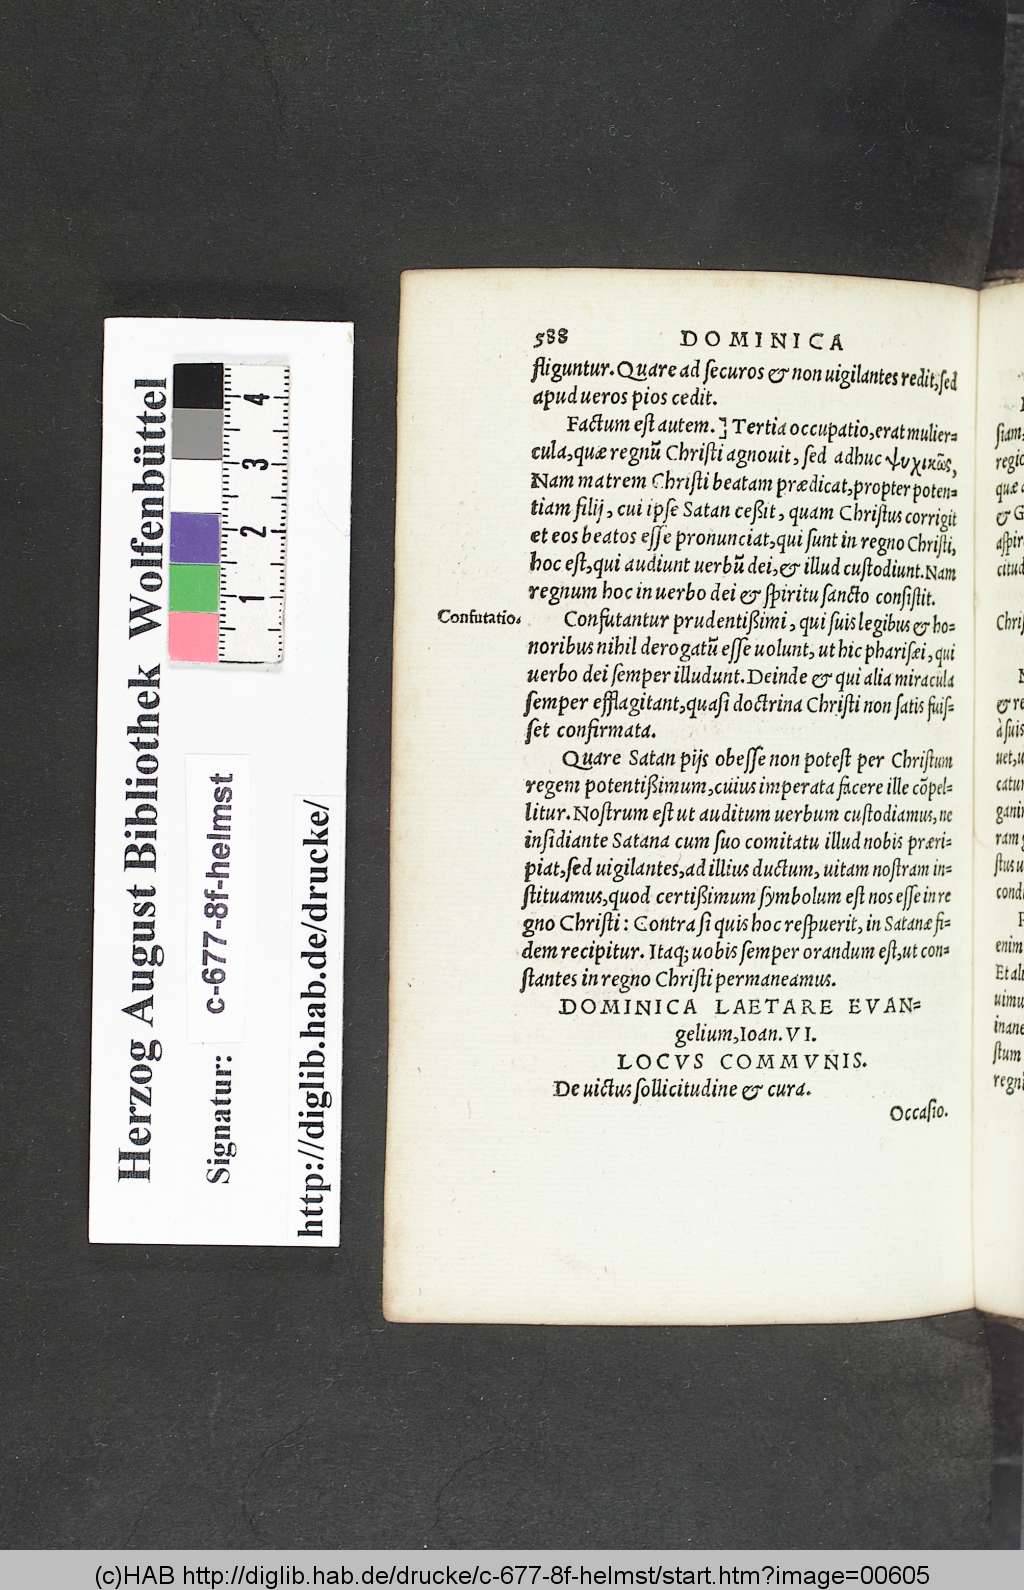 Herzog August Bibliothek Wolfenbüttel
Signatur: c-677-8f-helmst
http://diglib.hab.de/drucke/
1 2 3 4
588 DOMINICA
fliguntur. Quare ad securos & non uigilantes redit, sed
apud ueros pios cedit.
Factum est autem. ] Tertia occupatio, erat mulier=
cula, quæ regnũ Christi agnouit, sed adhuc ψυχικῶς,
Nam matrem Christi beatam prædicat, propter poten=
tiam filij, cui ipse Satan ceßit, quam Christus corrigit
et eos beatos esse pronunciat, qui sunt in regno Christi,
hoc est, qui audiunt uerbũ dei, & illud custodiunt. Nam
regnum hoc in uerbo dei & spiritu sancto consistit.
Confutatio.
Confutantur prudentißimi, qui suis legibus & ho=
noribus nihil derogatũ esse uolunt, ut hic pharisæi, qui
uerbo dei semper illudunt. Deinde & qui alia miracula
semper efflagitant, quasi doctrina Christi non satis fuis=
set confirmata.
Quare Satan pijs obesse non potest per Christum
regem potentißimum, cuius imperata facere ille cõpel=
litur. Nostrum est ut auditum uerbum custodiamus, ne
insidiante Satana cum suo comitatu illud nobis præri=
piat, sed uigilantes, ad illius ductum, uitam nostram in=
stituamus, quod certißimum symbolum est nos esse in re
gno Christi: Contra si quis hoc respuerit, in Satanæ fi=
dem recipitur. Itaq; uobis semper orandum est, ut con=
stantes in regno Christi permaneamus.
DOMINICA LAETARE EVAN=
gelium, Ioan. VI.
LOCVS COMMVNIS.
De uictus sollicitudine & cura.
Occasio.
(c)HAB http://diglib.hab.de/drucke/c-677-8f-helmst/start.htm?image=00605